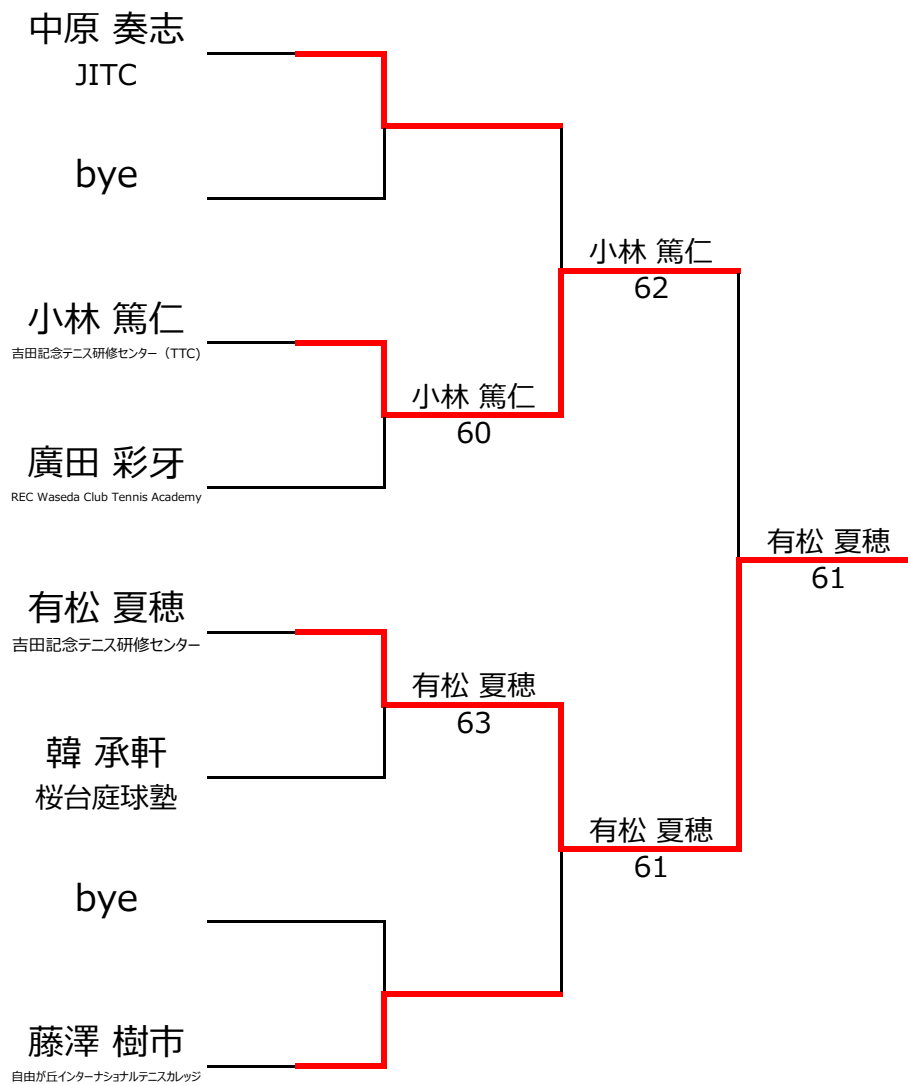 中原 奏志
JITC
bye
小林 篤仁
62
小林 篤仁
吉田記念テニス研修センター（TTC)
小林 篤仁
60
廣田 彩牙
REC Waseda Club Tennis Academy
有松 夏穂
61
有松 夏穂
吉田記念テニス研修センター
有松 夏穂
63
韓 承軒
桜台庭球塾
有松 夏穂
61
bye
藤澤 樹市
自由が丘インターナショナルテニスカレッジ